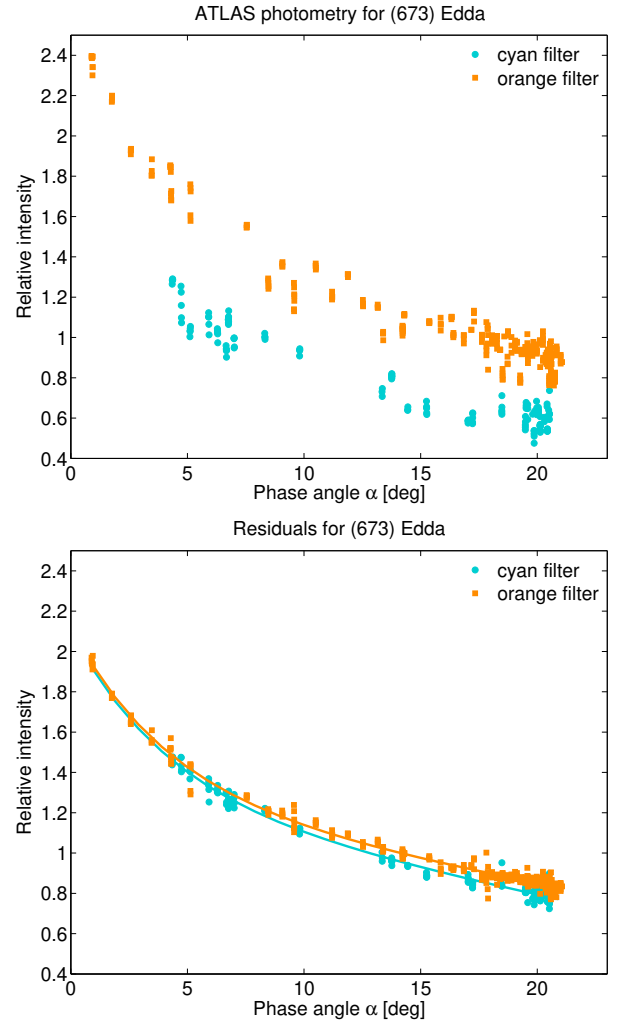 ATLAS photometry for (673) Edda
2.4
2.2
2
1.8
1.6
1.4
1.2
1
0.8
0.6
0.4
Relative intensity
cyan filter
orange filter
0 5 10 15 20
Phase angle α [deg]
Residuals for (673) Edda
2.4
2.2
2
1.8
1.6
1.4
1.2
1
0.8
0.6
0.4
Relative intensity
cyan filter
orange filter
0 5 10 15 20
Phase angle α [deg]